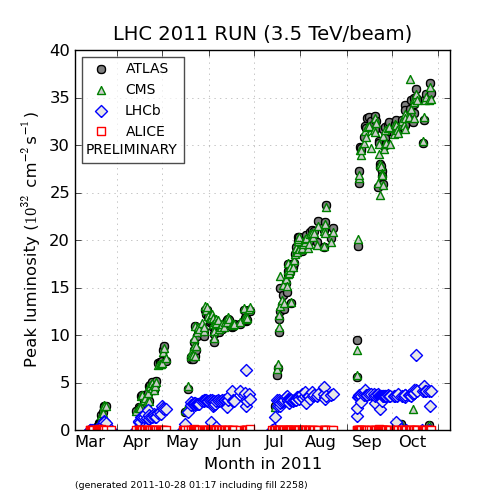 LHC 2011 RUN (3.5 TeV/beam)
Peak luminosity (10³² cm⁻² s⁻¹)
40
35
30
25
20
15
10
5
0
ATLAS
CMS
LHCb
ALICE
PRELIMINARY
Mar Apr May Jun Jul Aug Sep Oct
Month in 2011
(generated 2011-10-28 01:17 including fill 2258)